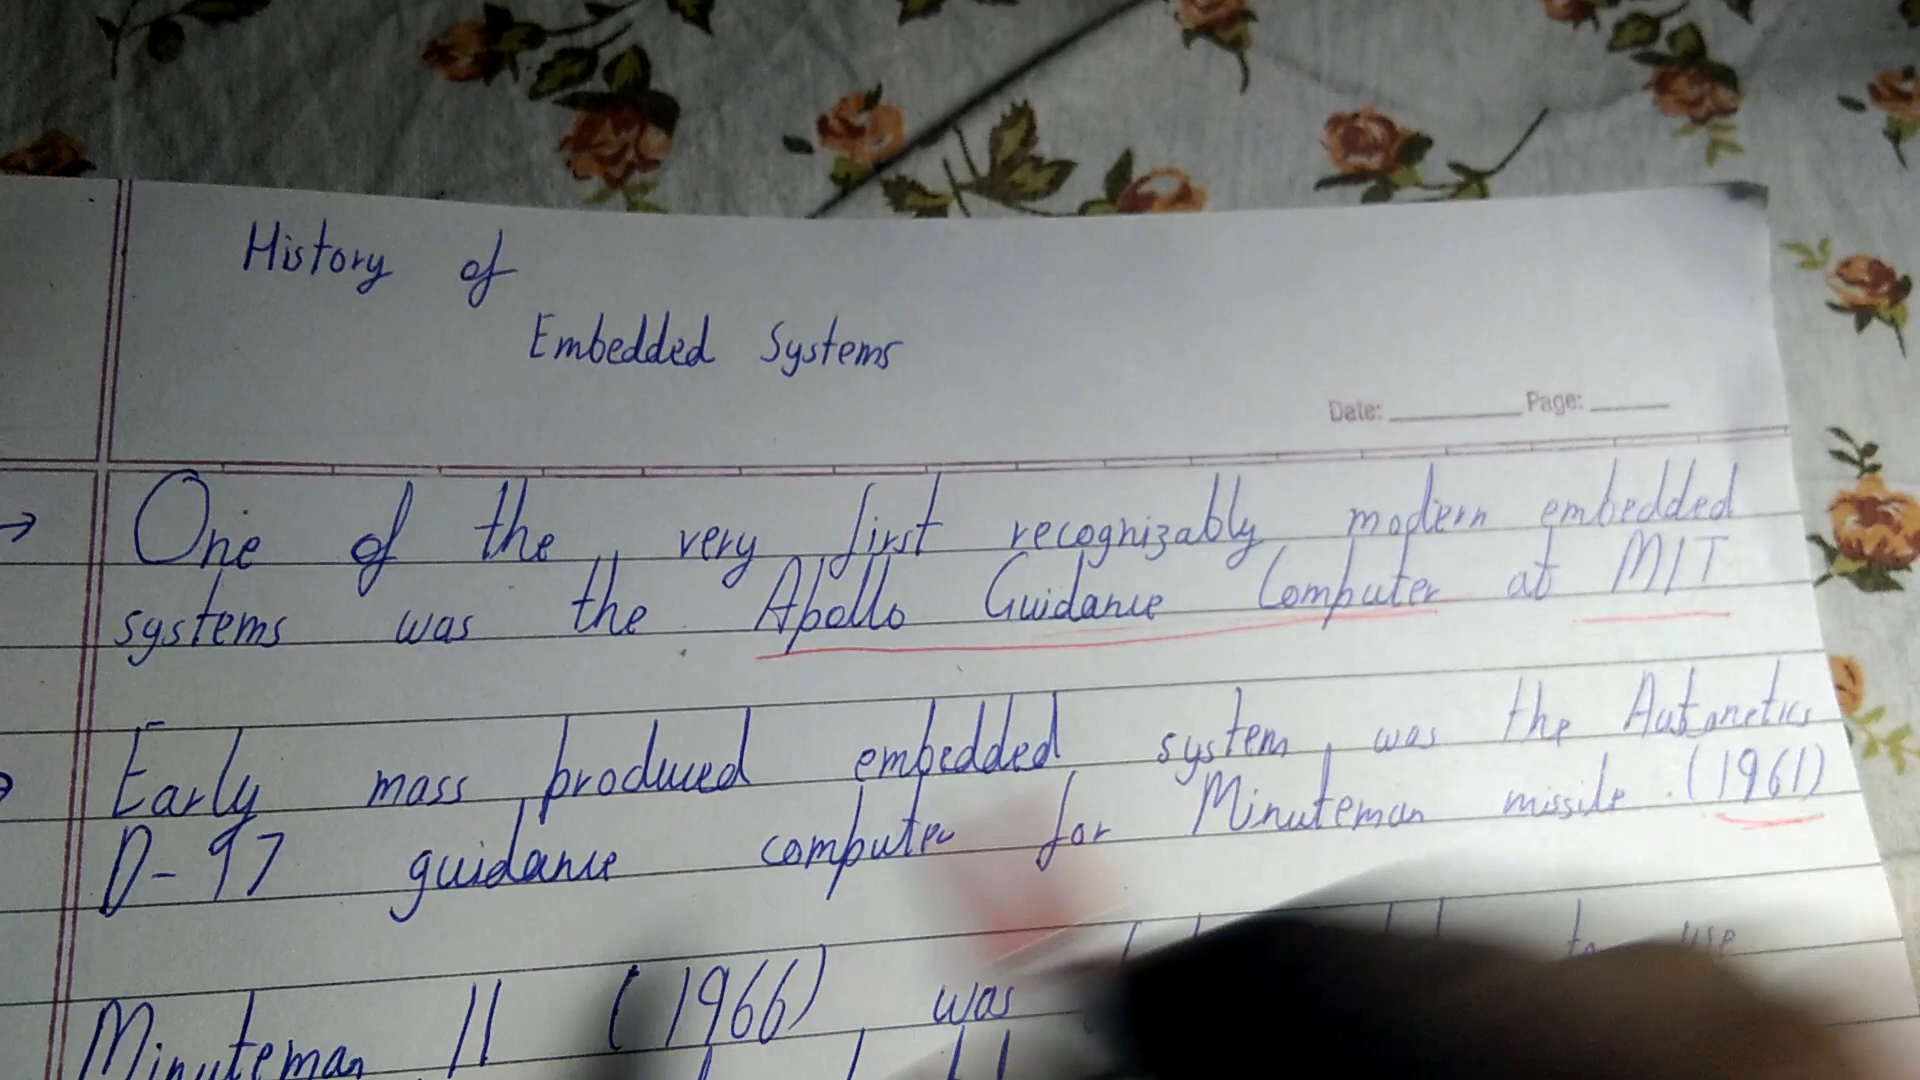 History of
Embedded Systems
Date: Page:
→ One of the very first recognizably modern embedded
systems was the Apollo Guidance Computer at MIT
→ Early mass produced embedded system, was the Autonetics
D-97 guidance computer for Minuteman missile. (1961)
Minuteman II (1966) was to use